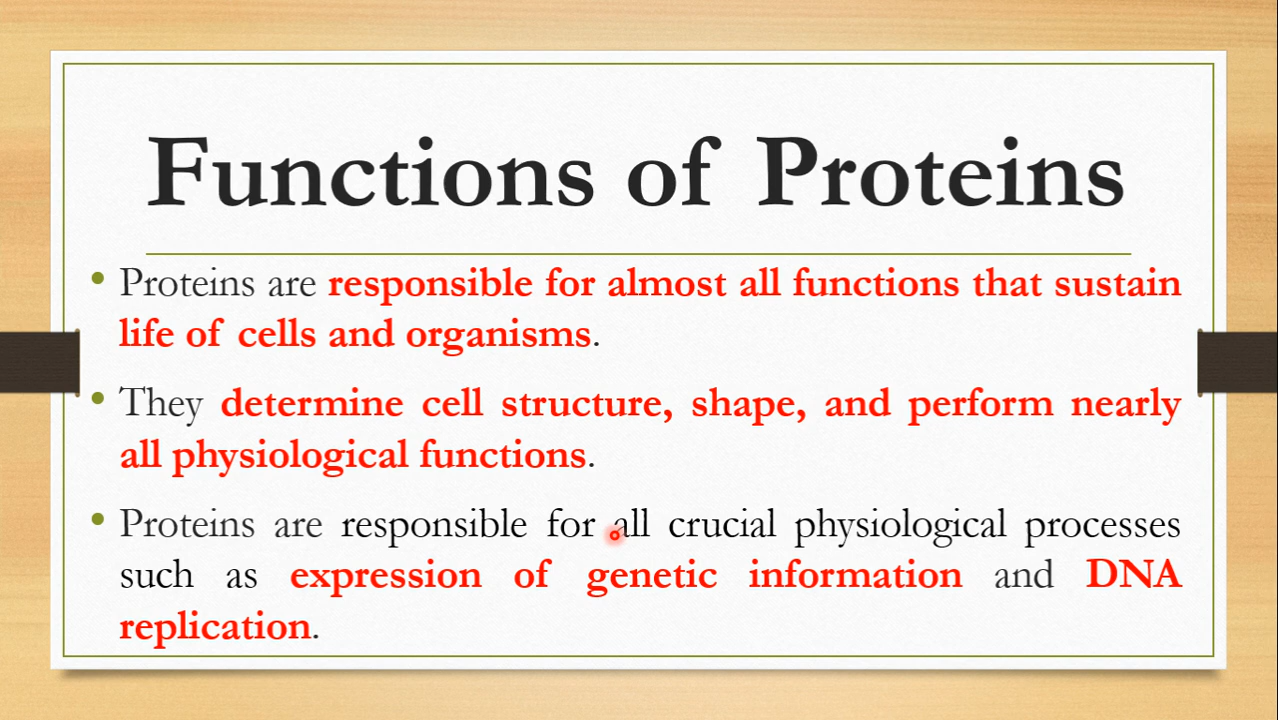 Functions of Proteins
• Proteins are responsible for almost all functions that sustain
life of cells and organisms.
• They determine cell structure, shape, and perform nearly
all physiological functions.
• Proteins are responsible for all crucial physiological processes
such as expression of genetic information and DNA
replication.